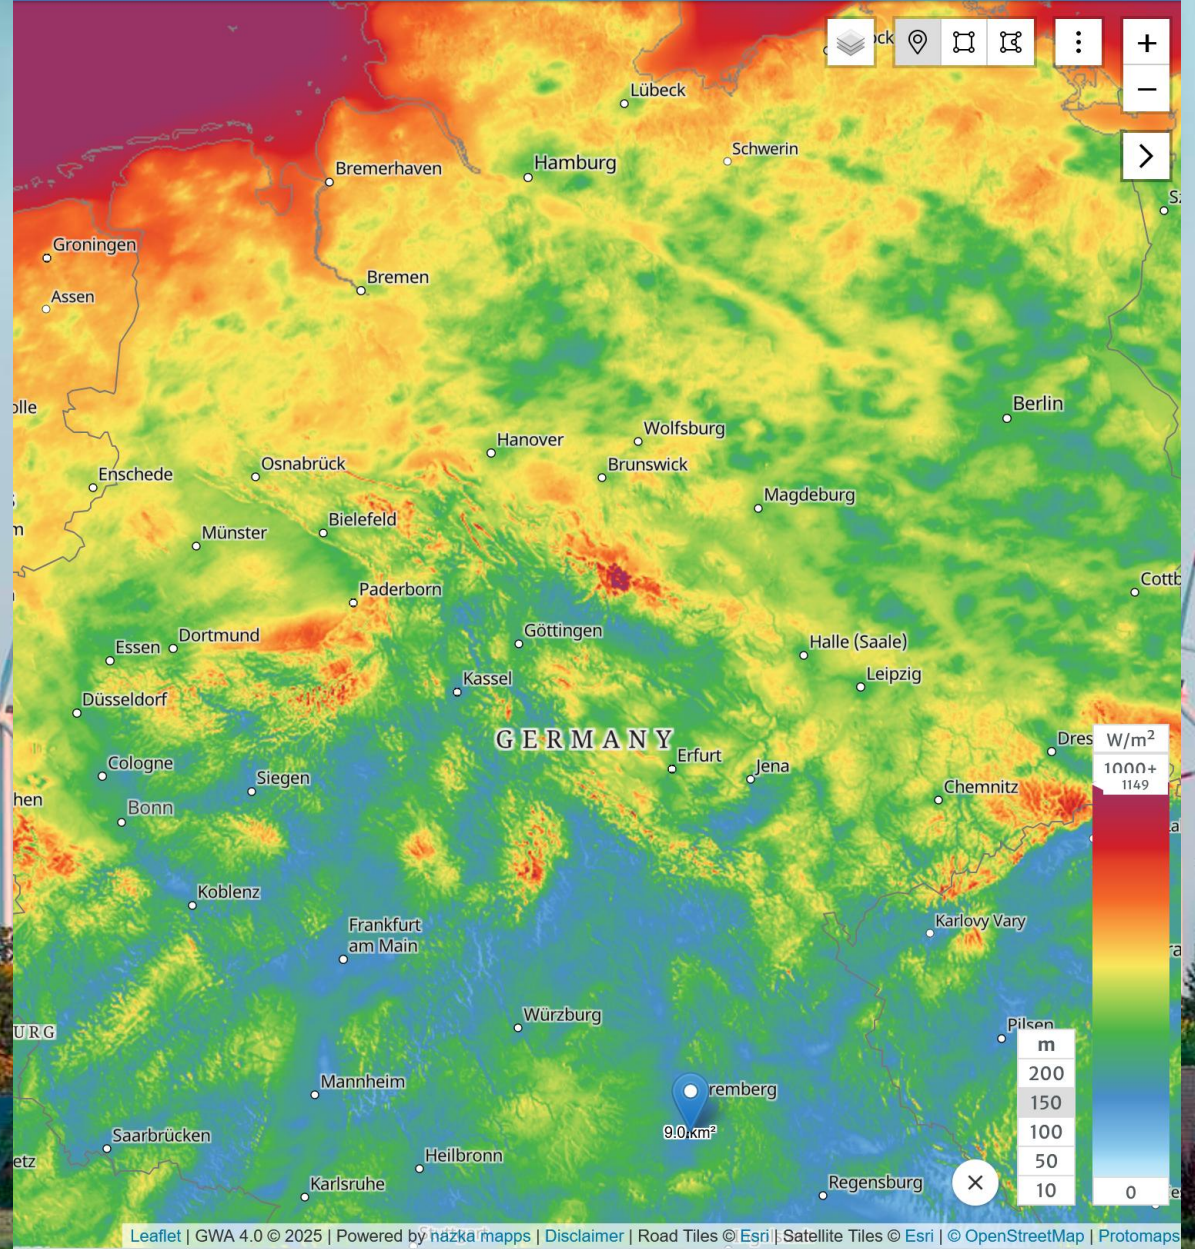 Lübeck
Hamburg
Schwerin
Bremerhaven
Groningen
Assen
Bremen
Berlin
Hanover
Wolfsburg
Osnabrück
Brunswick
Enschede
Magdeburg
Münster
Bielefeld
Paderborn
Göttingen
Dortmund
Essen
Halle (Saale)
Leipzig
Kassel
Düsseldorf
GERMANY
Erfurt
Jena
Cologne
Siegen
Chemnitz
Bonn
W/m²
1000+
1149
Koblenz
Frankfurt
am Main
Karlovy Vary
Würzburg
Pilsen
Mannheim
remberg
9.0 km²
Saarbrücken
Heilbronn
Karlsruhe
Regensburg
m
200
150
100
50
10
0
Leaflet | GWA 4.0 © 2025 | Powered by nazka mapps | Disclaimer | Road Tiles © Esri | Satellite Tiles © Esri | © OpenStreetMap | Protomaps